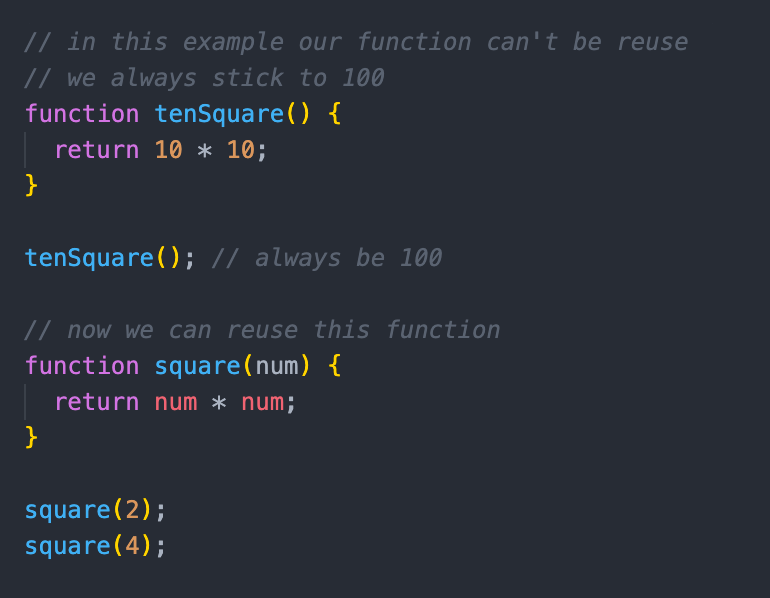 // in this example our function can't be reuse
// we always stick to 100
function tenSquare() {
  return 10 * 10;
}
tenSquare(); // always be 100
// now we can reuse this function
function square(num) {
  return num * num;
}
square(2);
square(4);